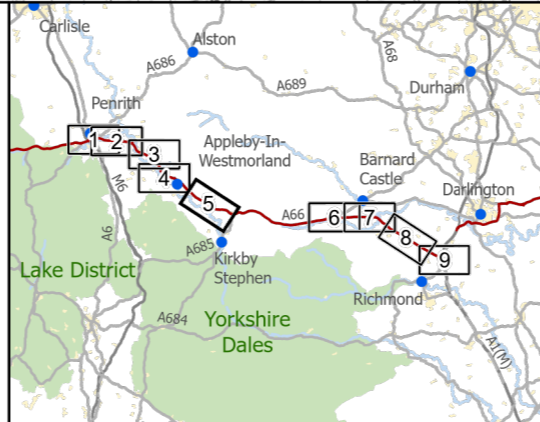 Carlisle
Alston
A68
A686
A689
Durham
Penrith
1
2
3
Appleby-In-
Westmorland
Barnard
Castle
4
M6
5
Darlington
A66
6
7
8
9
A6
A685
Kirkby
Stephen
Lake District
Richmond
A684
Yorkshire
Dales
A1(M)